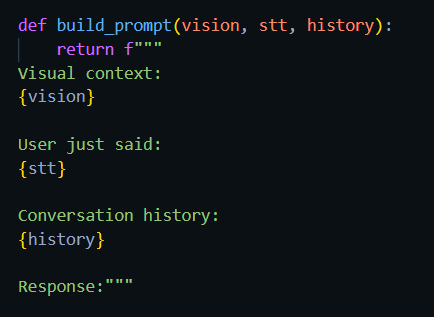 def build_prompt(vision, stt, history):
    return f"""
Visual context:
{vision}

User just said:
{stt}

Conversation history:
{history}

Response:"""